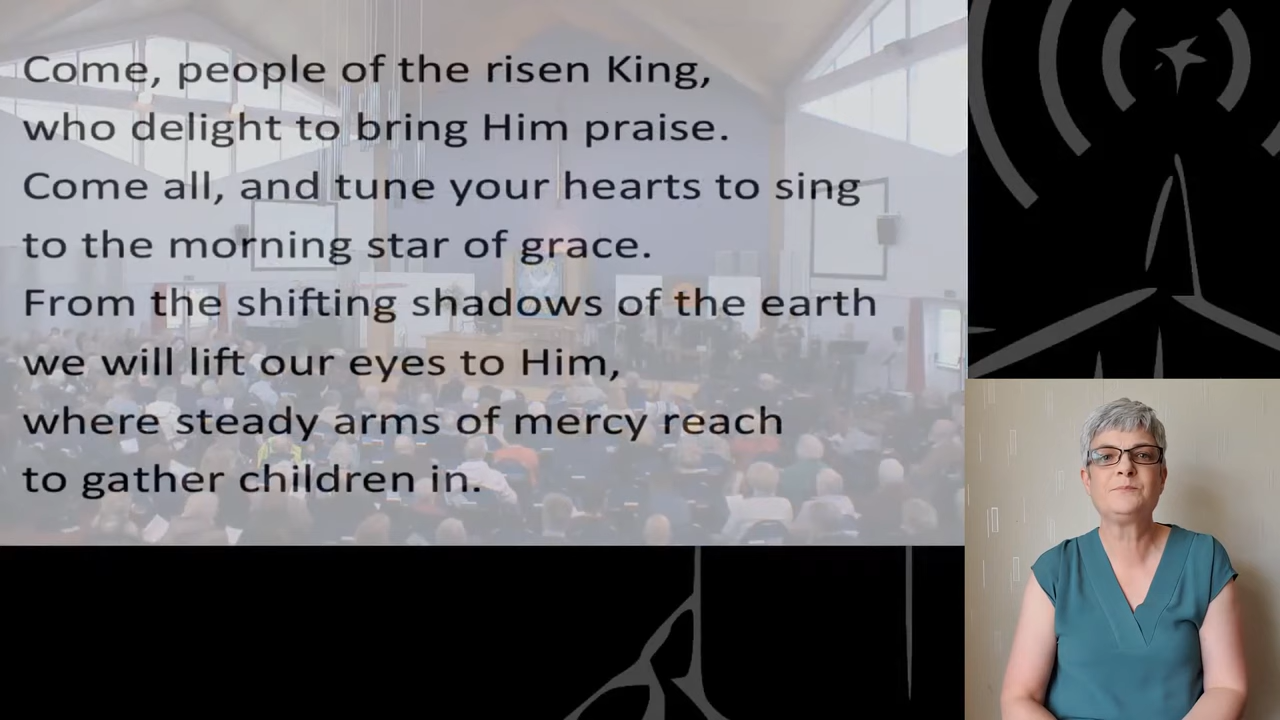 Come, people of the risen King,
who delight to bring Him praise.
Come all, and tune your hearts to sing
to the morning star of grace.
From the shifting shadows of the earth
we will lift our eyes to Him,
where steady arms of mercy reach
to gather children in.